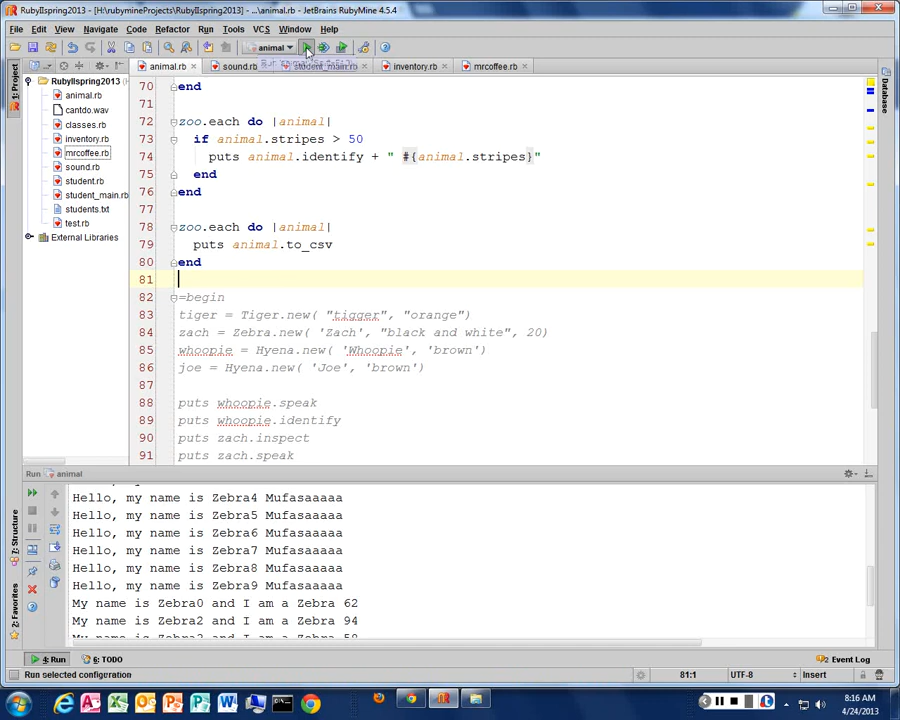 RubyIIspring2013 - [H:\rubymineProjects\RubyIIspring2013] - ...\animal.rb - JetBrains RubyMine 4.5.4
File Edit View Navigate Code Refactor Run Tools VCS Window Help
animal
animal.rb sound.rb student_main.rb inventory.rb mrcoffee.rb
1: Project
Database
RubyIIspring2013
animal.rb
cantdo.wav
classes.rb
inventory.rb
mrcoffee.rb
sound.rb
student.rb
student_main.rb
students.txt
test.rb
External Libraries
70 end
71
72 zoo.each do |animal|
73 if animal.stripes > 50
74 puts animal.identify + " #{animal.stripes}"
75 end
76 end
77
78 zoo.each do |animal|
79 puts animal.to_csv
80 end
81
82 =begin
83 tiger = Tiger.new( "tigger", "orange")
84 zach = Zebra.new( 'Zach', "black and white", 20)
85 whoopie = Hyena.new( 'Whoopie', 'brown')
86 joe = Hyena.new( 'Joe', 'brown')
87
88 puts whoopie.speak
89 puts whoopie.identify
90 puts zach.inspect
91 puts zach.speak
Run animal
7: Structure
2: Favorites
Hello, my name is Zebra4 Mufasaaaaa
Hello, my name is Zebra5 Mufasaaaaa
Hello, my name is Zebra6 Mufasaaaaa
Hello, my name is Zebra7 Mufasaaaaa
Hello, my name is Zebra8 Mufasaaaaa
Hello, my name is Zebra9 Mufasaaaaa
My name is Zebra0 and I am a Zebra 62
My name is Zebra2 and I am a Zebra 94
4: Run 6: TODO 2 Event Log
Run selected configuration 81:1 UTF-8 Insert
8:16 AM
4/24/2013